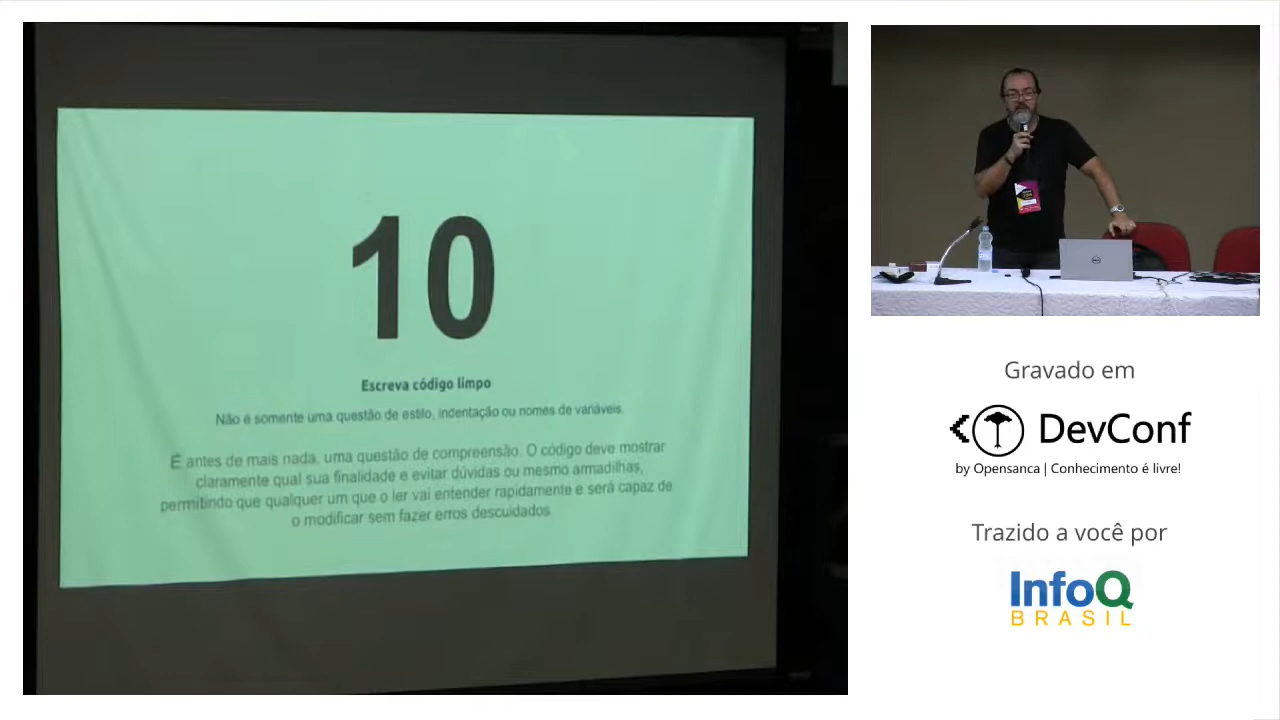 10
Escreva código limpo
Não é somente uma questão de estilo, indentação ou nomes de variáveis.
É antes de mais nada, uma questão de compreensão. O código deve mostrar
claramente qual sua finalidade e evitar dúvidas ou mesmo armadilhas,
permitindo que qualquer um que o ler vai entender rapidamente e será capaz de
o modificar sem fazer erros descuidados
Gravado em
DevConf
by Opensanca | Conhecimento é livre!
Trazido a você por
InfoQ
BRASIL